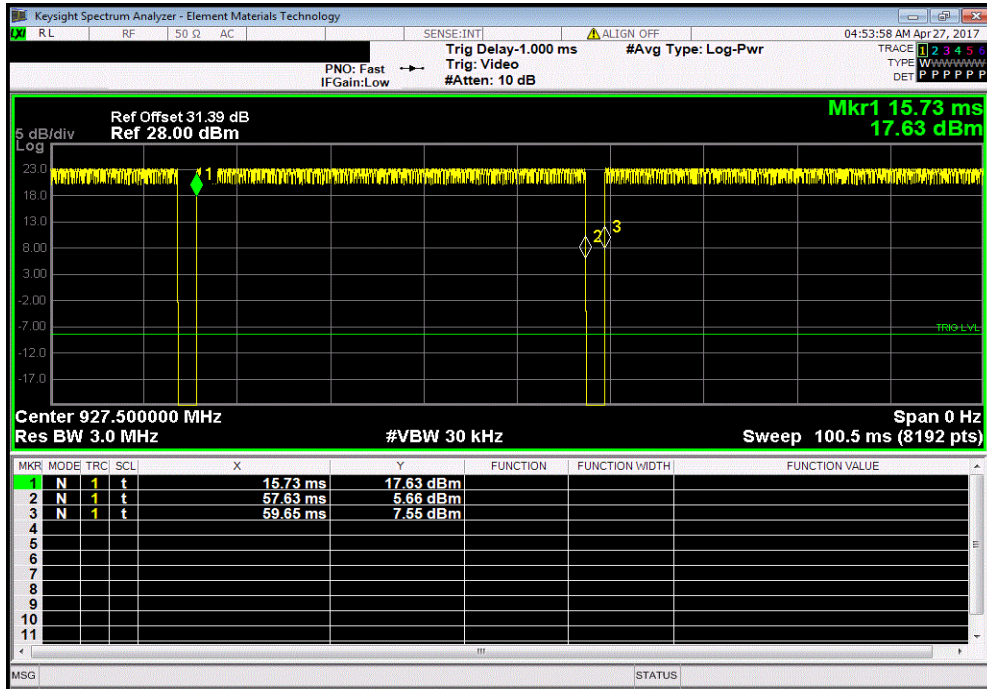 Keysight Spectrum Analyzer - Element Materials Technology
LXI RL RF 50 Ω AC SENSE:INT ALIGN OFF 04:53:58 AM Apr 27, 2017
Trig Delay-1.000 ms #Avg Type: Log-Pwr TRACE 1 2 3 4 5 6
PNO: Fast Trig: Video TYPE WWWWWW
IFGain:Low #Atten: 10 dB DET P P P P P P
Mkr1 15.73 ms
17.63 dBm
Ref Offset 31.39 dB
5 dB/div Ref 28.00 dBm
Log
23.0
18.0
13.0
8.00
3.00
-2.00
-7.00
-12.0
-17.0
1
2
3
TRIG LVL
Center 927.500000 MHz Span 0 Hz
Res BW 3.0 MHz #VBW 30 kHz Sweep 100.5 ms (8192 pts)
MKR MODE TRC SCL X Y FUNCTION FUNCTION WIDTH FUNCTION VALUE
1 N 1 t 15.73 ms 17.63 dBm
2 N 1 t 57.63 ms 5.66 dBm
3 N 1 t 59.65 ms 7.55 dBm
4
5
6
7
8
9
10
11
MSG STATUS